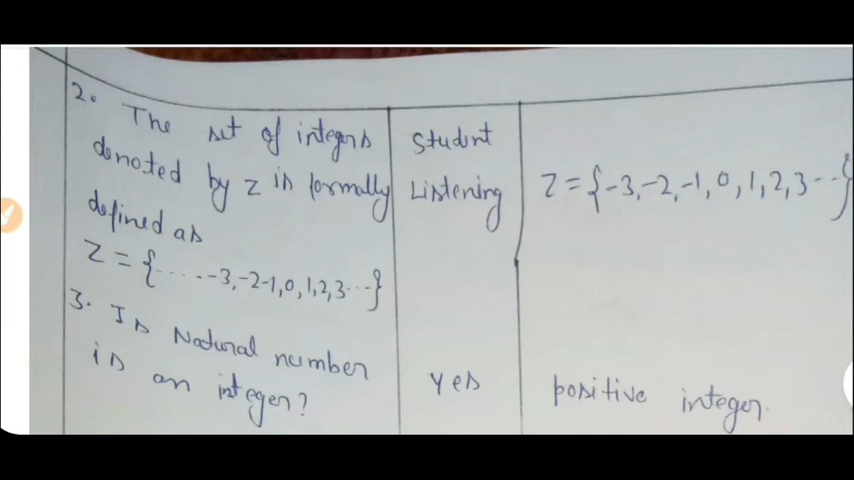 2. The set of integers
denoted by z is formally
defined as
Z = {.....-3,-2-1,0,1,2,3...}
3. Is Natural number
is an integer?
Student
Listening
yes
Z={-3,-2,-1,0,1,2,3...}
positive integer.